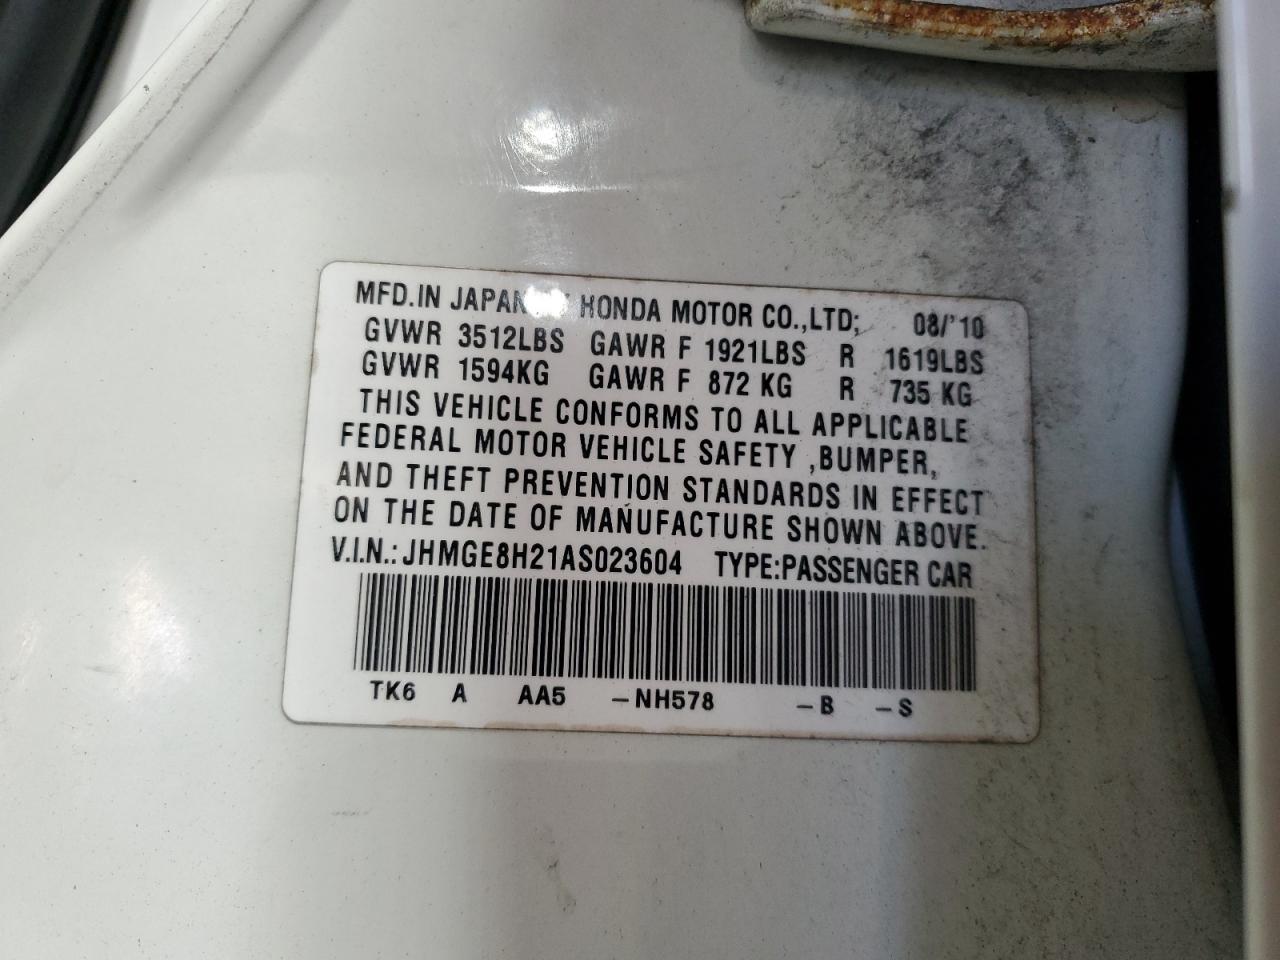 MFD.IN JAPAN HONDA MOTOR CO.,LTD; 08/'10
GVWR 3512LBS GAWR F 1921LBS R 1619LBS
GVWR 1594KG GAWR F 872 KG R 735 KG
THIS VEHICLE CONFORMS TO ALL APPLICABLE
FEDERAL MOTOR VEHICLE SAFETY ,BUMPER,
AND THEFT PREVENTION STANDARDS IN EFFECT
ON THE DATE OF MANUFACTURE SHOWN ABOVE.
V.I.N.: JHMGE8H21AS023604 TYPE:PASSENGER CAR
TK6 A AA5 –NH578 –B –S